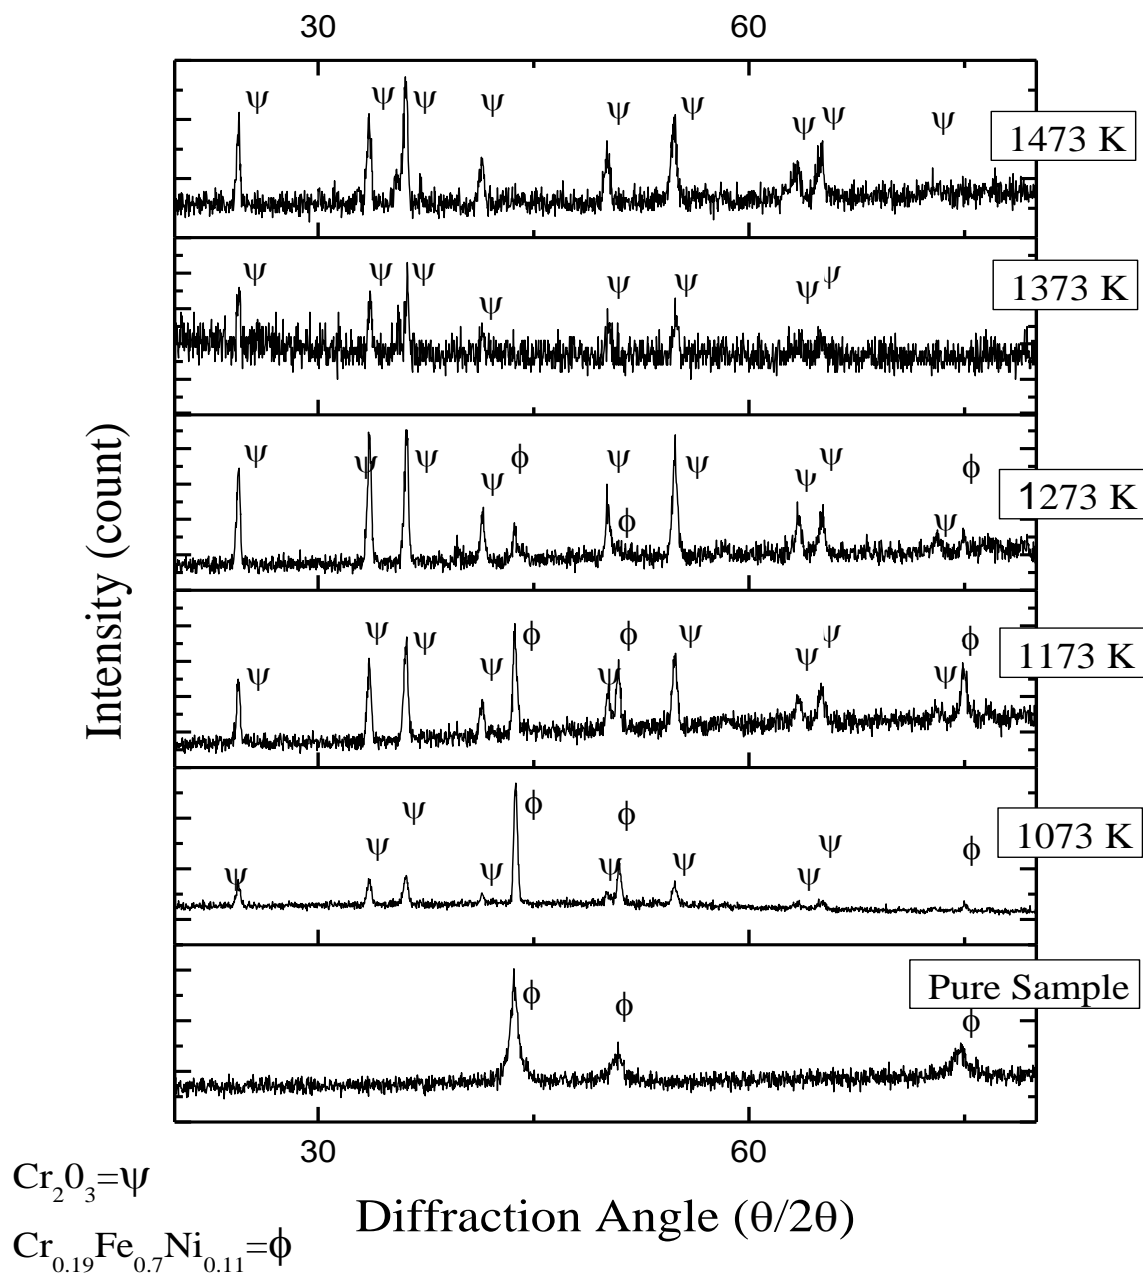 30 60
ψ ψ ψ ψ ψ ψ ψ ψ ψ
1473 K
ψ ψ ψ ψ ψ ψ ψ ψ
1373 K
ψ ψ ψ ψ ϕ ψ ϕ ψ ψ ψ ψ ϕ
1273 K
ψ ψ ψ ψ ϕ ψ ϕ ψ ψ ψ ψ ϕ
1173 K
ψ ψ ψ ψ ϕ ψ ϕ ψ ψ ψ ϕ
1073 K
ϕ ϕ ϕ
Pure Sample
Intensity (count)
30 60
Diffraction Angle (θ/2θ)
Cr₂0₃=ψ
Cr₀.₁₉Fe₀.₇Ni₀.₁₁=ϕ